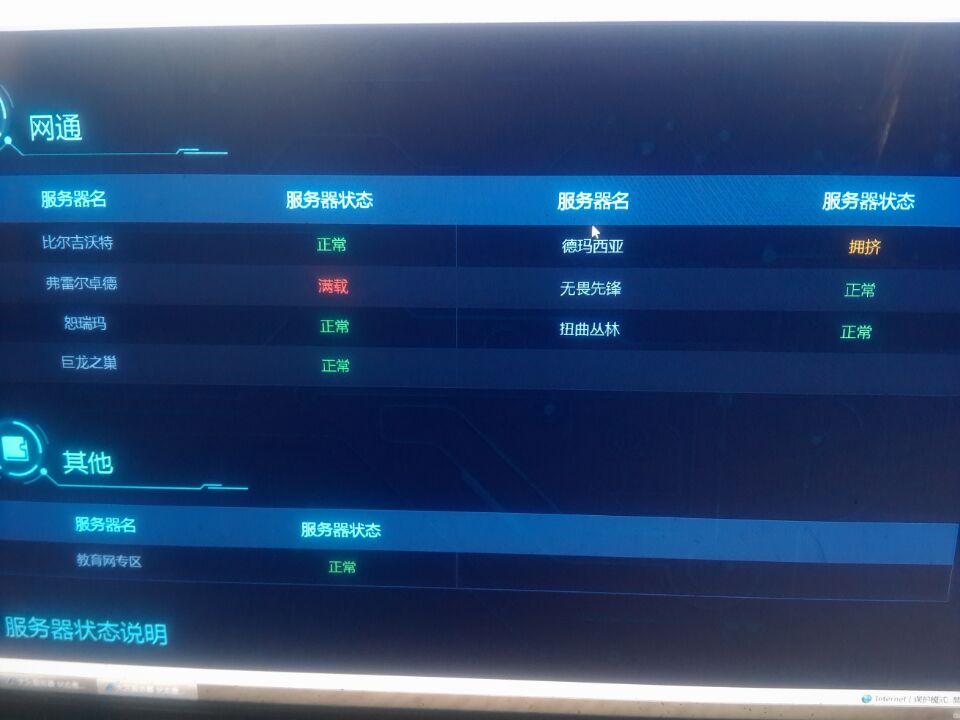 网通
服务器名 服务器状态 服务器名 服务器状态
比尔吉沃特 正常 德玛西亚 拥挤
弗雷尔卓德 满载 无畏先锋 正常
恕瑞玛 正常 扭曲丛林 正常
巨龙之巢 正常
其他
服务器名 服务器状态
教育网专区 正常
服务器状态说明
Internet | 保护模式: